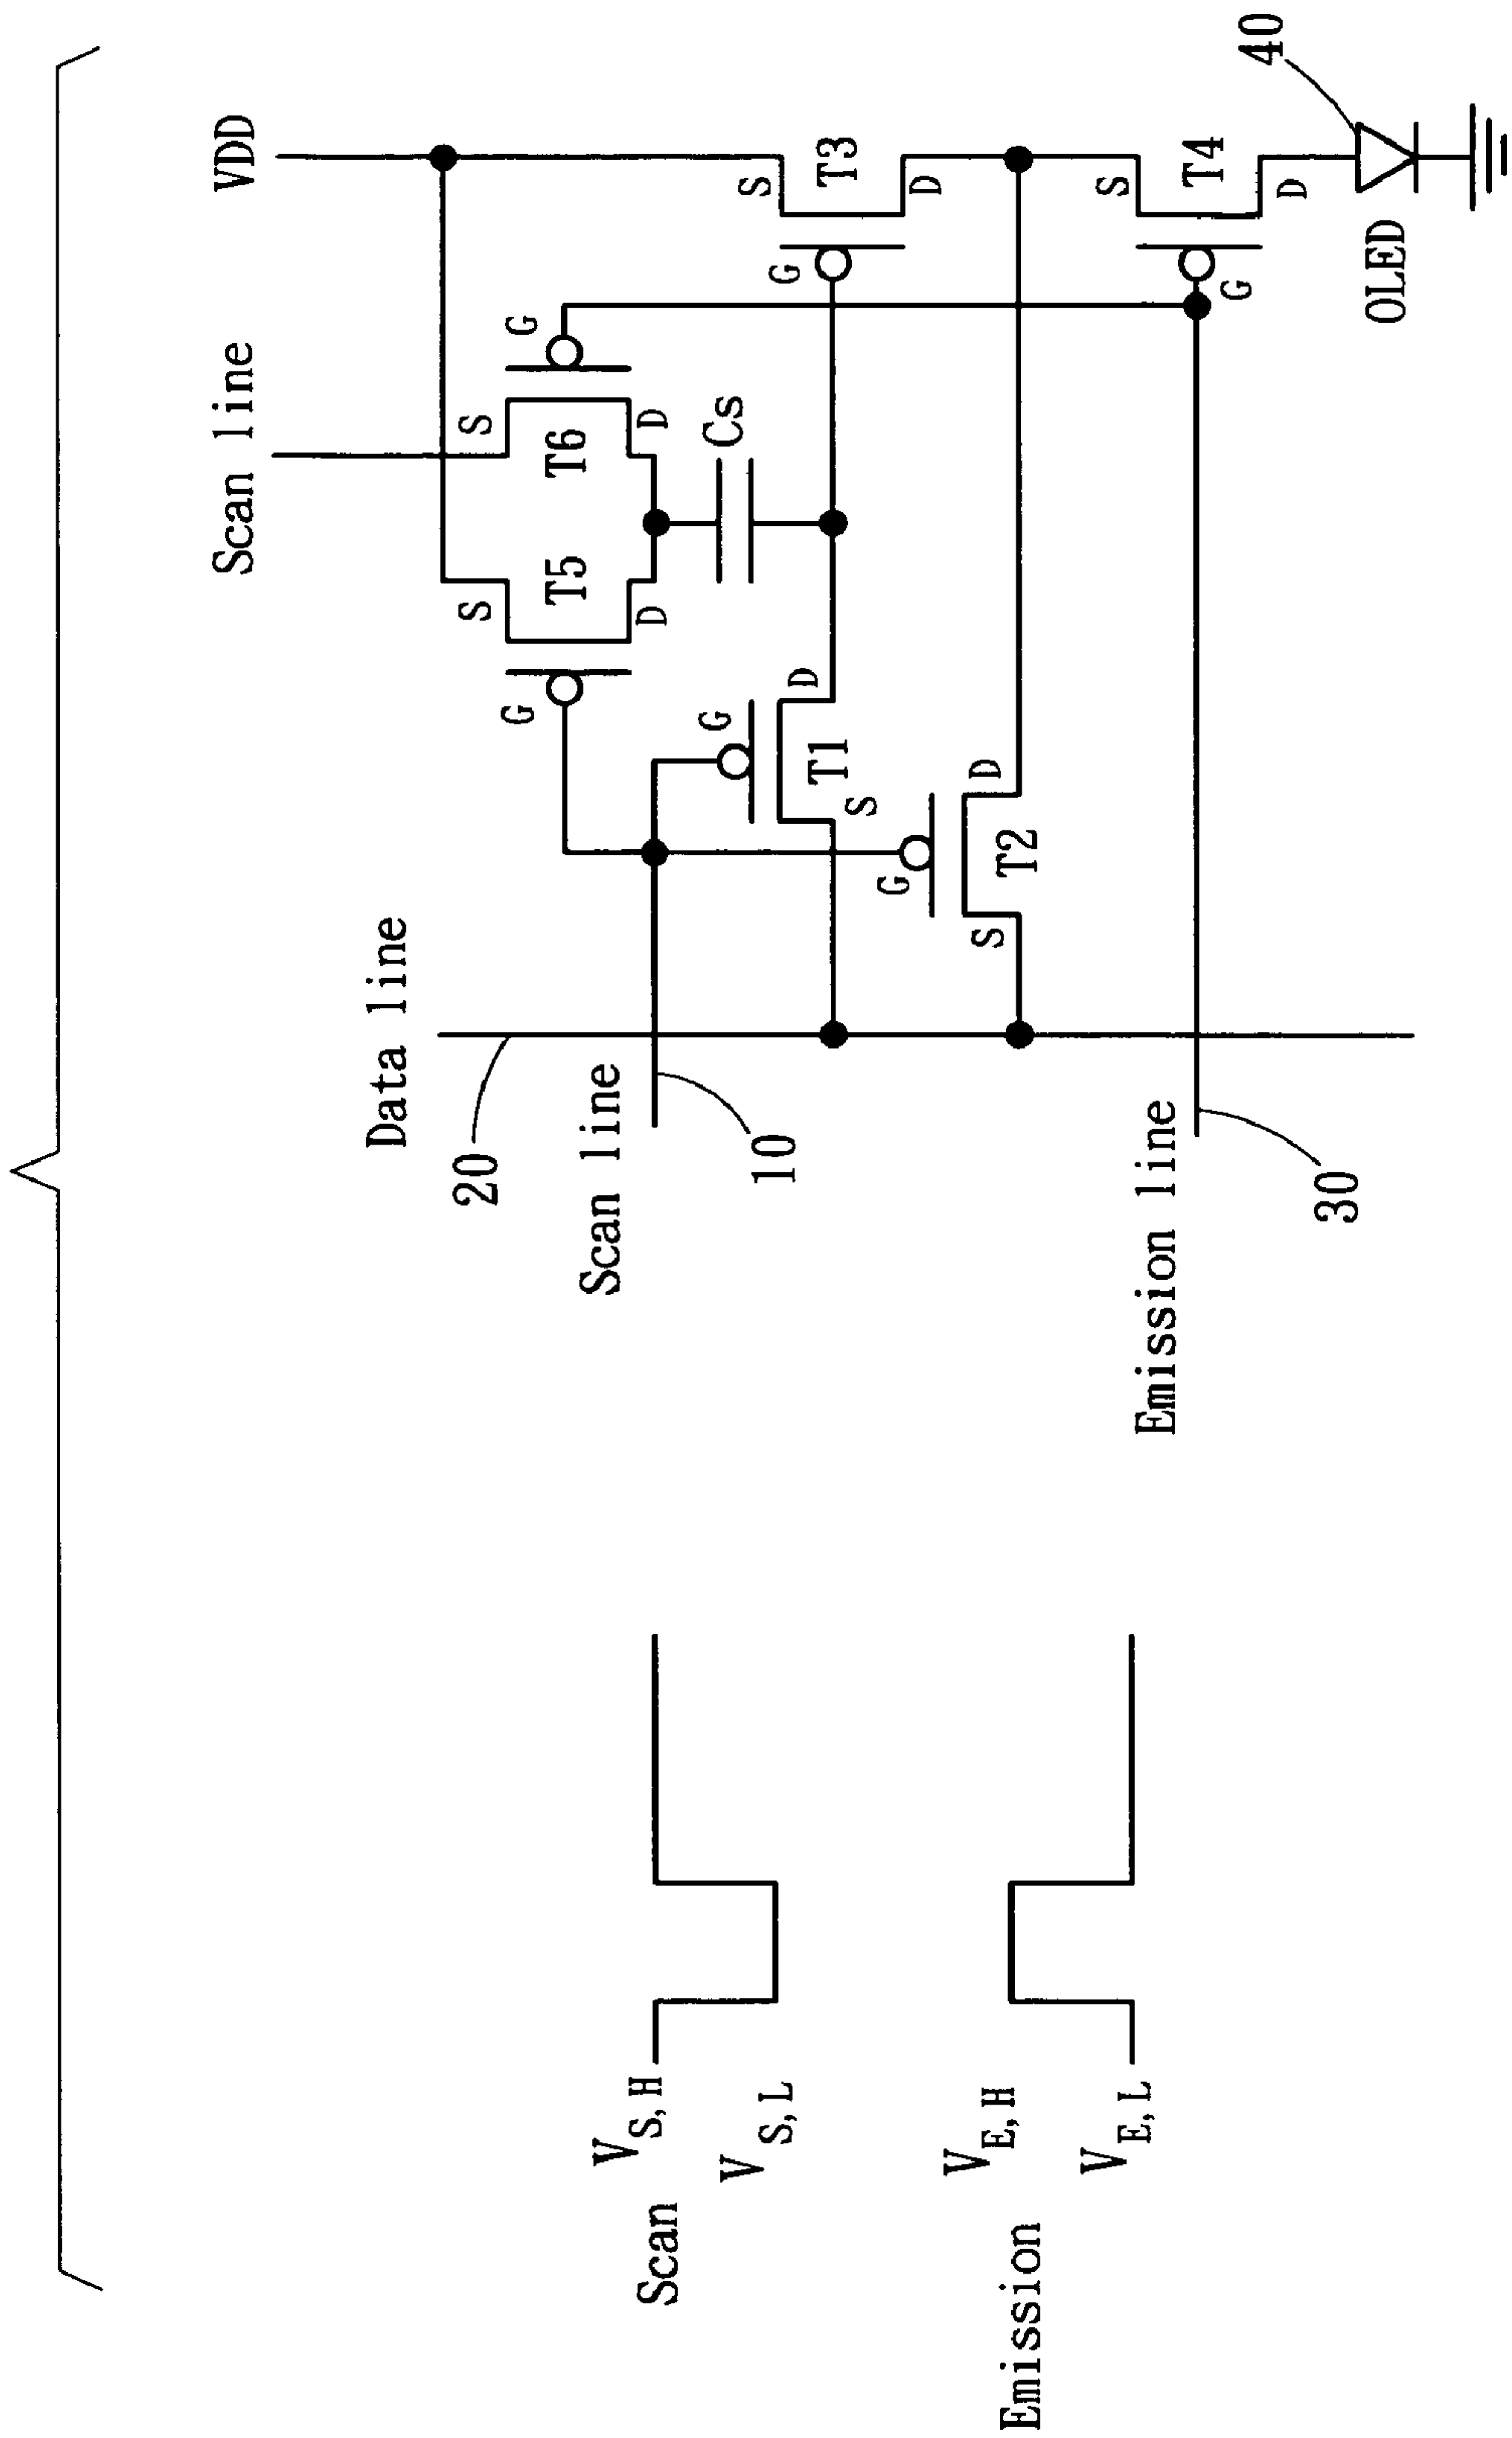 Scan
V S,H
V S,L
Emission
V E,H
V E,L
Data line
20
Scan line
10
Emission line
30
Scan line
VDD
S
S
T5
T6
G
G
D
D
Cs
G
T1
S
D
G
T2
S
D
S
G
T3
D
S
G
T4
D
OLED
40